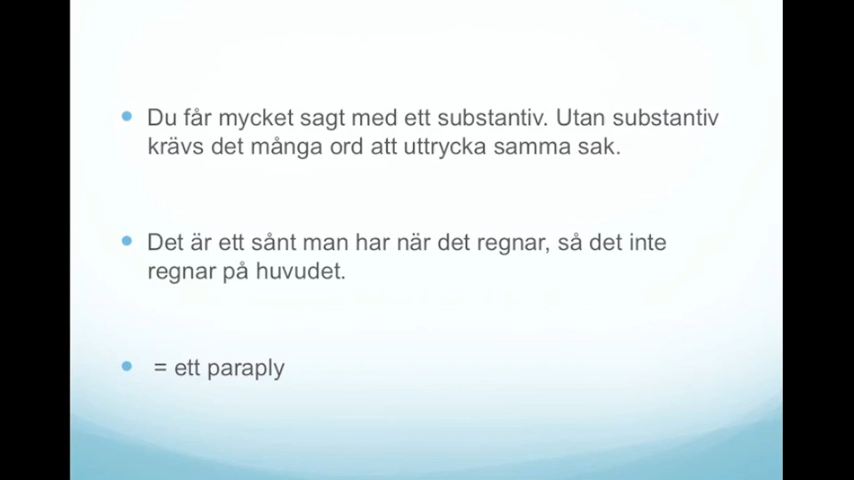 Du får mycket sagt med ett substantiv. Utan substantiv
krävs det många ord att uttrycka samma sak.
Det är ett sånt man har när det regnar, så det inte
regnar på huvudet.
= ett paraply